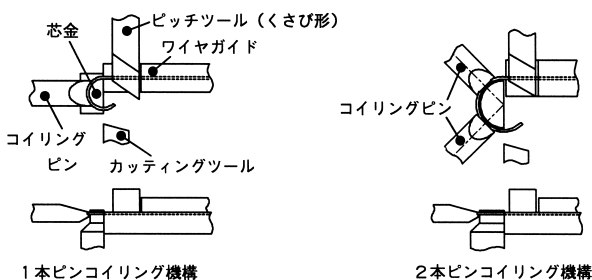 ピッチツール（くさび形）
芯金
ワイヤガイド
コイリング
ピン
カッティングツール
1本ピンコイリング機構
コイリングピン
2本ピンコイリング機構